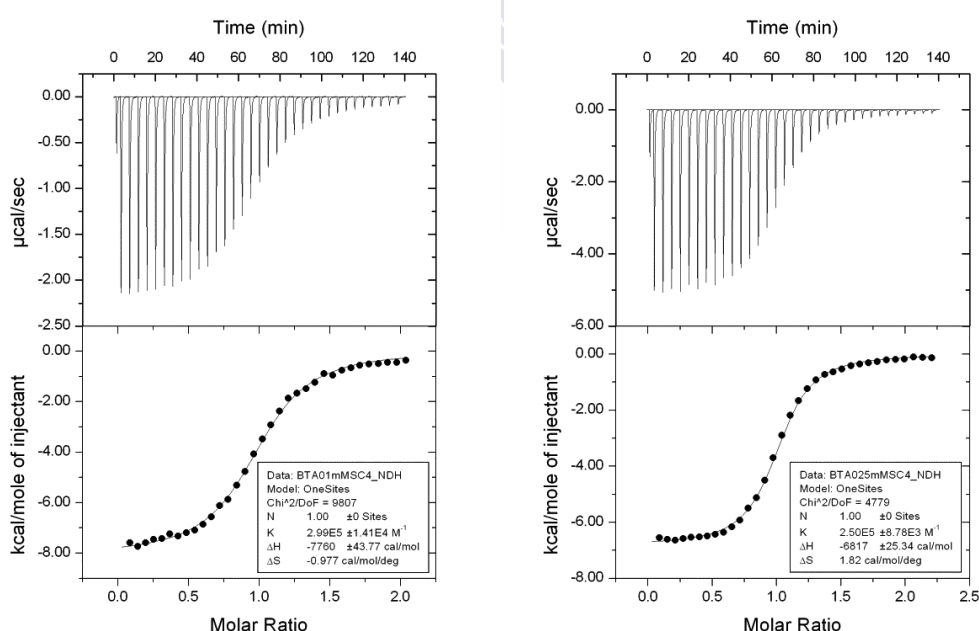 Time (min)
0 20 40 60 80 100 120 140
0.00
-0.50
-1.00
-1.50
-2.00
-2.50
µcal/sec
0.00
-2.00
-4.00
-6.00
-8.00
kcal/mole of injectant
Data: BTA01mMSC4_NDH
Model: OneSites
Chi^2/DoF = 9807
N 1.00 ±0 Sites
K 2.99E5 ±1.41E4 M⁻¹
ΔH -7760 ±43.77 cal/mol
ΔS -0.977 cal/mol/deg
0.0 0.5 1.0 1.5 2.0
Molar Ratio
Time (min)
0 20 40 60 80 100 120 140
0.00
-2.00
-4.00
-6.00
µcal/sec
0.00
-2.00
-4.00
-6.00
-8.00
kcal/mole of injectant
Data: BTA025mMSC4_NDH
Model: OneSites
Chi^2/DoF = 4779
N 1.00 ±0 Sites
K 2.50E5 ±8.78E3 M⁻¹
ΔH -6817 ±25.34 cal/mol
ΔS 1.82 cal/mol/deg
0.0 0.5 1.0 1.5 2.0 2.5
Molar Ratio